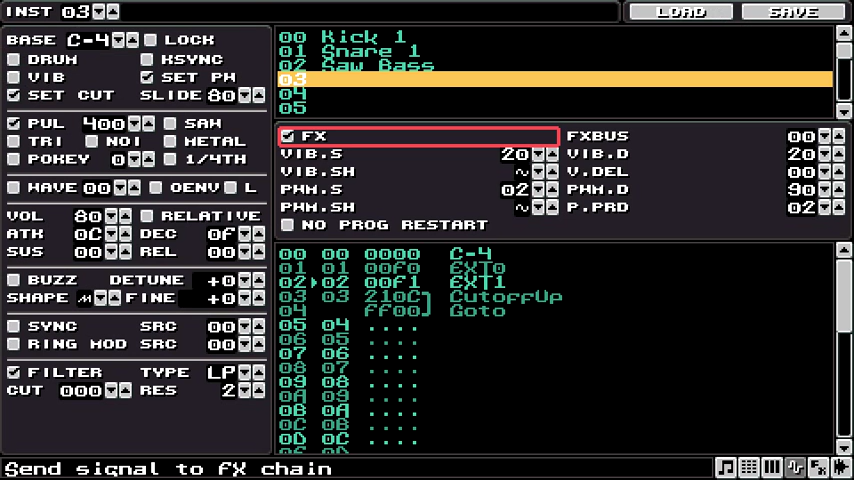 INST 03 LOAD SAVE
BASE C-4 LOCK
DRUM KSYNC
VIB SET PW
SET CUT SLIDE 80
PUL 400 SAW
TRI NOI METAL
POKEY 0 1/4TH
WAVE 00 OENV L
VOL 80 RELATIVE
ATK 0C DEC 0F
SUS 00 REL 00
BUZZ DETUNE +0
SHAPE FINE +0
SYNC SRC 00
RING MOD SRC 00
FILTER TYPE LP
CUT 000 RES 2
00 Kick 1
01 Snare 1
02 Saw Bass
03
04
05
FX FXBUS 00
VIB.S 20 VIB.D 20
VIB.SH ~ V.DEL 00
PWM.S 02 PWM.D 90
PWM.SH ~ P.PRD 02
NO PROG RESTART
00 00 0000 C-4
01 01 00f0 EXT0
02 02 00f1 EXT1
03 03 210C CutoffUp
04 ff00 Goto
05 04 ....
06 05 ....
07 06 ....
08 07 ....
09 08 ....
0A 09 ....
0B 0A ....
0C 0B ....
0D 0C ....
Send signal to FX chain